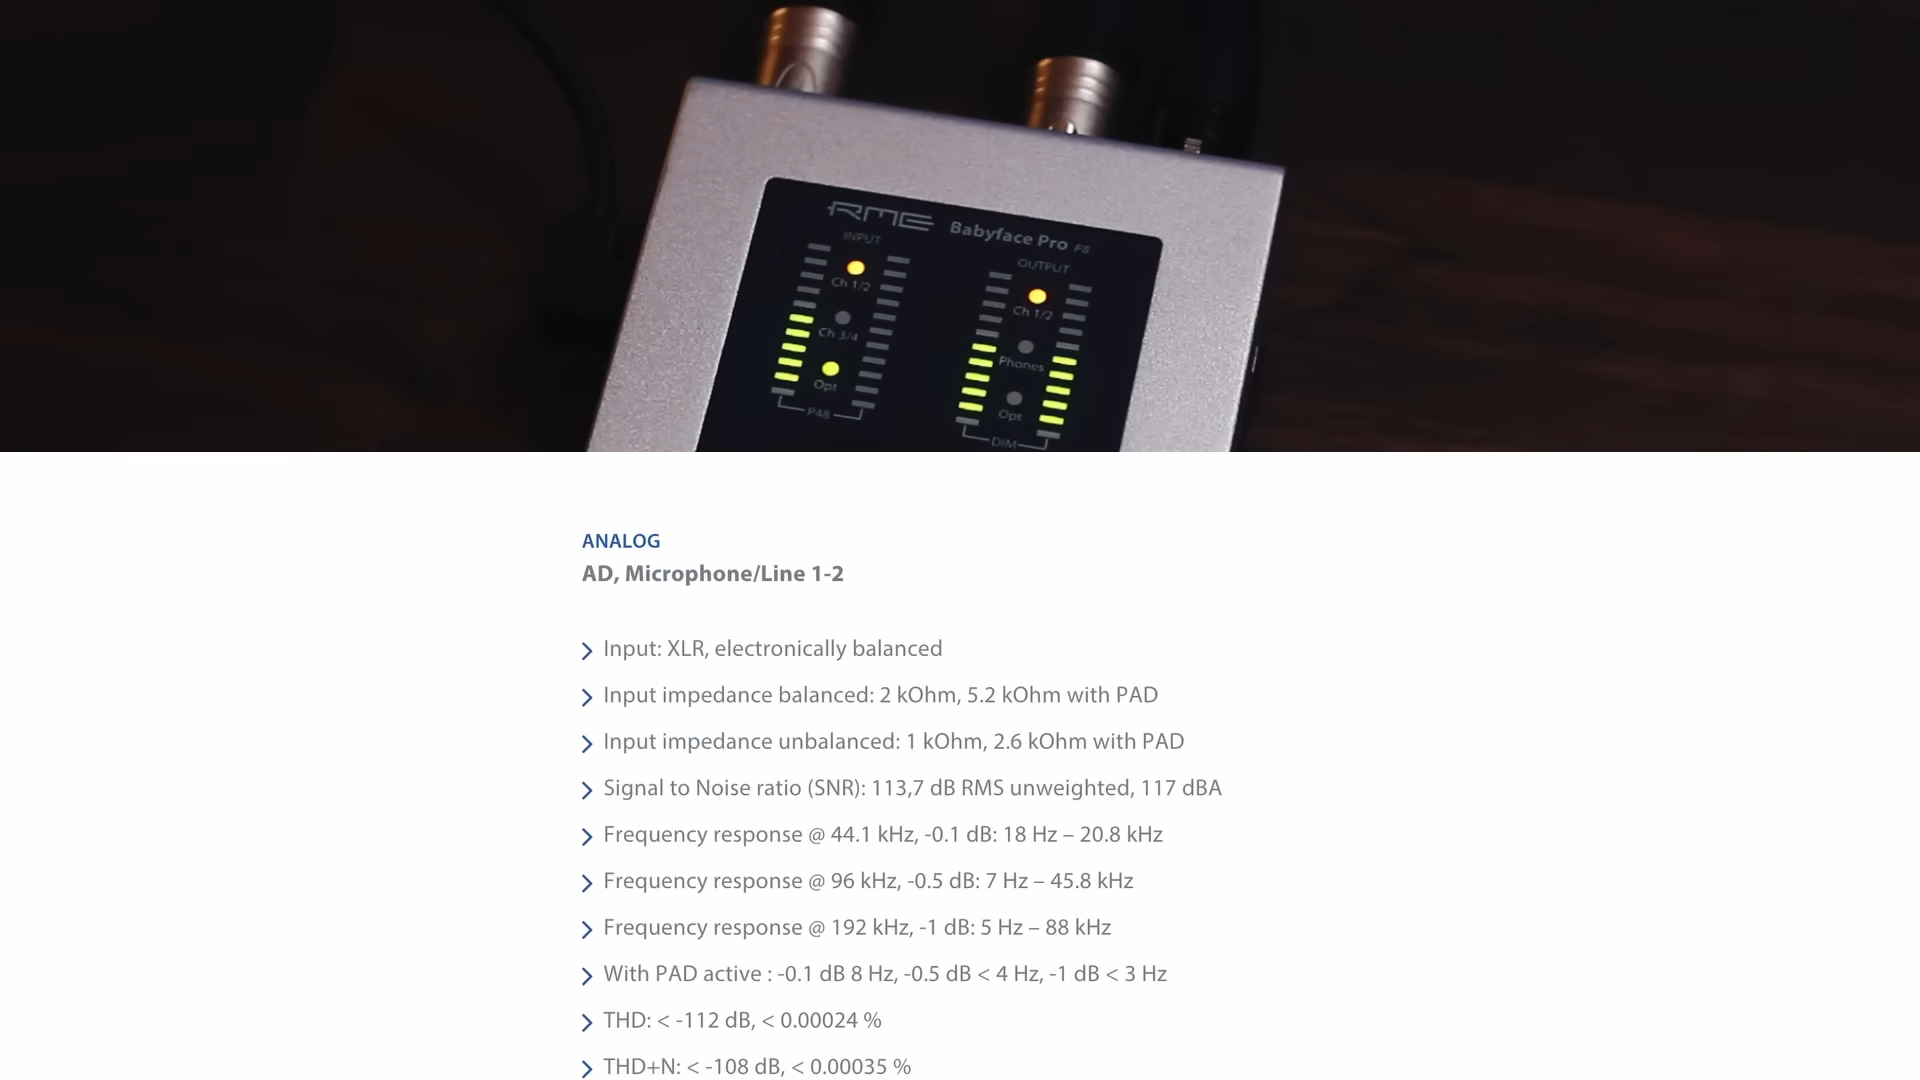 RME Babyface Pro FS
INPUT
OUTPUT
Ch 1/2
Ch 1/2
Ch 3/4
Phones
Opt
Opt
P48
DIM
ANALOG
AD, Microphone/Line 1-2
Input: XLR, electronically balanced
Input impedance balanced: 2 kOhm, 5.2 kOhm with PAD
Input impedance unbalanced: 1 kOhm, 2.6 kOhm with PAD
Signal to Noise ratio (SNR): 113,7 dB RMS unweighted, 117 dBA
Frequency response @ 44.1 kHz, -0.1 dB: 18 Hz – 20.8 kHz
Frequency response @ 96 kHz, -0.5 dB: 7 Hz – 45.8 kHz
Frequency response @ 192 kHz, -1 dB: 5 Hz – 88 kHz
With PAD active : -0.1 dB 8 Hz, -0.5 dB < 4 Hz, -1 dB < 3 Hz
THD: < -112 dB, < 0.00024 %
THD+N: < -108 dB, < 0.00035 %